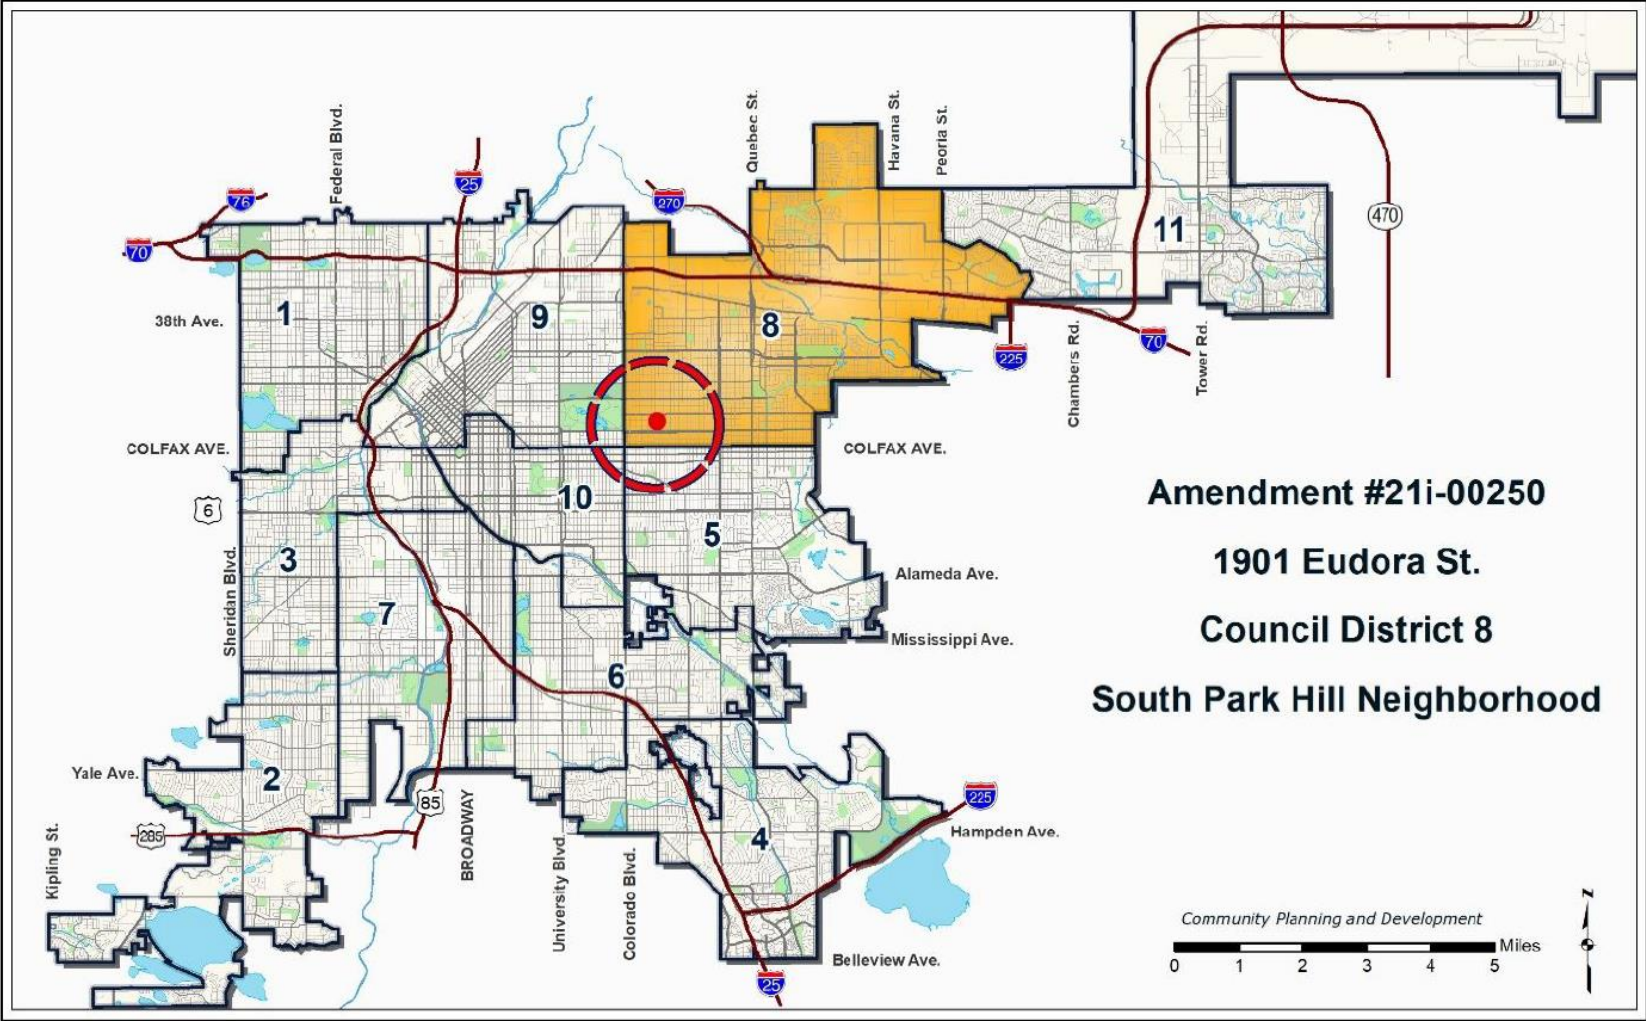 Federal Blvd.
Quebec St.
Havana St.
Peoria St.
76
25
270
470
70
11
38th Ave.
1
9
8
225
70
Chambers Rd.
Tower Rd.
COLFAX AVE.
COLFAX AVE.
6
10
5
3
Sheridan Blvd.
7
Alameda Ave.
Mississippi Ave.
6
Amendment #21i-00250
1901 Eudora St.
Council District 8
South Park Hill Neighborhood
Yale Ave.
2
85
285
BROADWAY
225
Hampden Ave.
4
Kipling St.
University Blvd.
Colorado Blvd.
Belleview Ave.
25
Community Planning and Development
Miles
0 1 2 3 4 5
N